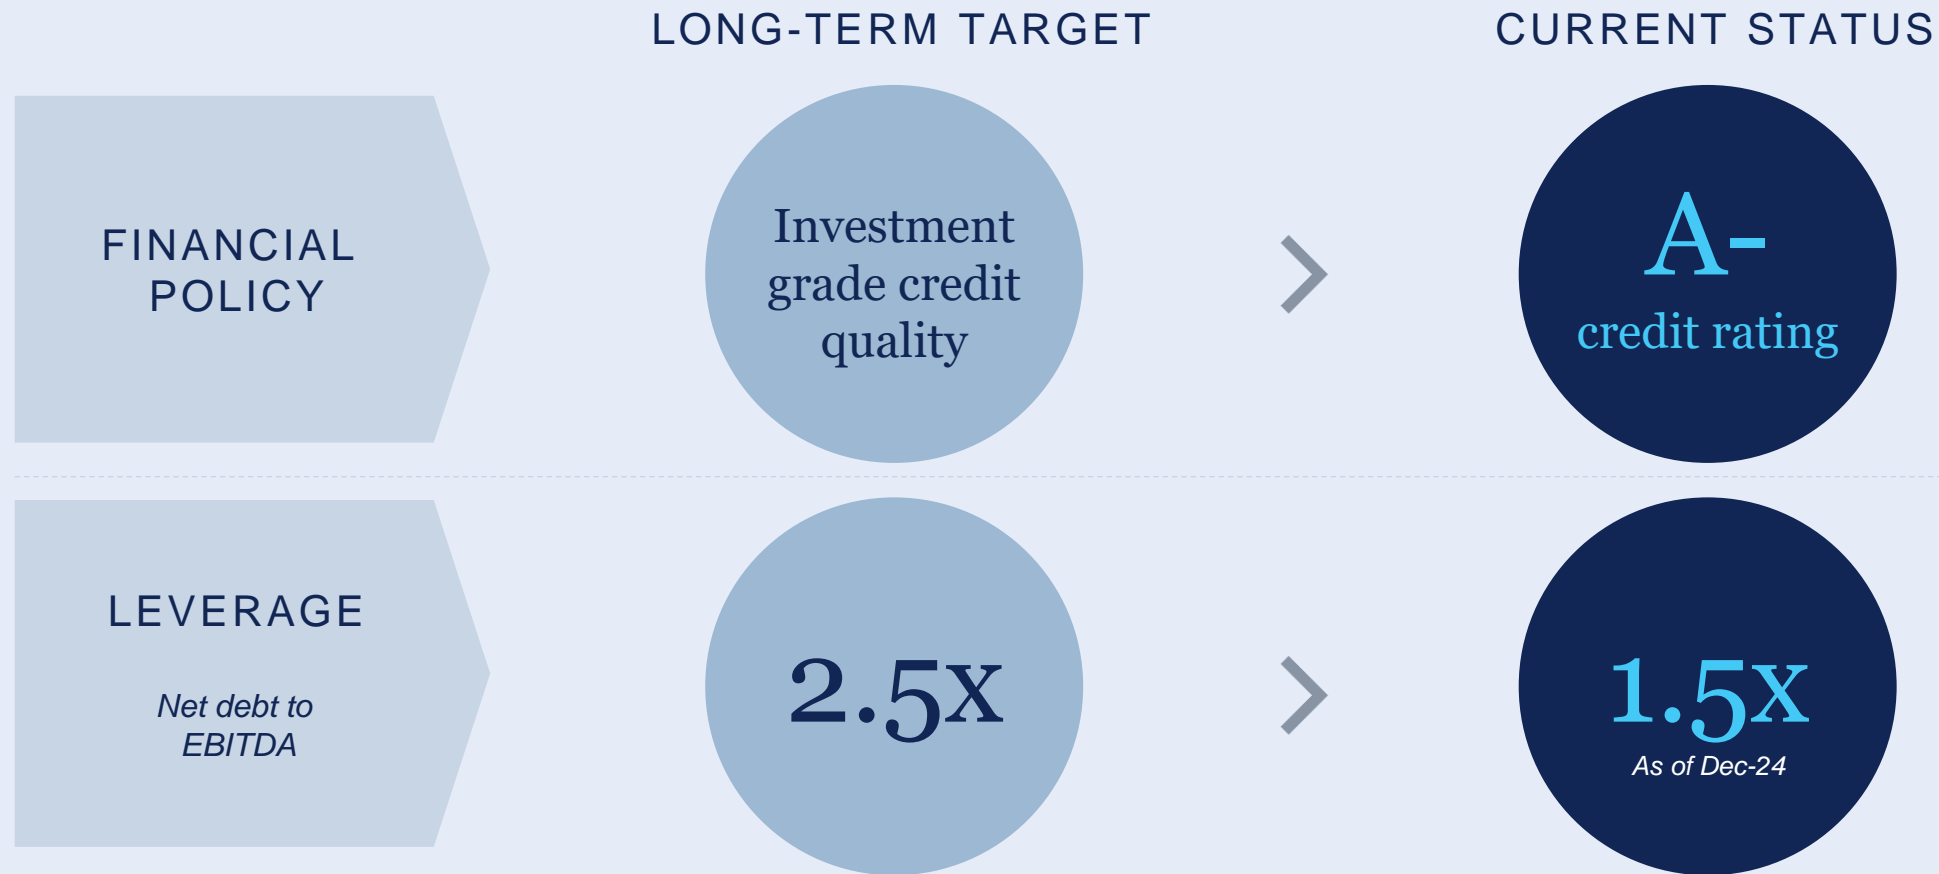 LONG-TERM TARGET
CURRENT STATUS
FINANCIAL
POLICY
Investment
grade credit
quality
A-
credit rating
LEVERAGE
Net debt to
EBITDA
2.5x
1.5x
As of Dec-24